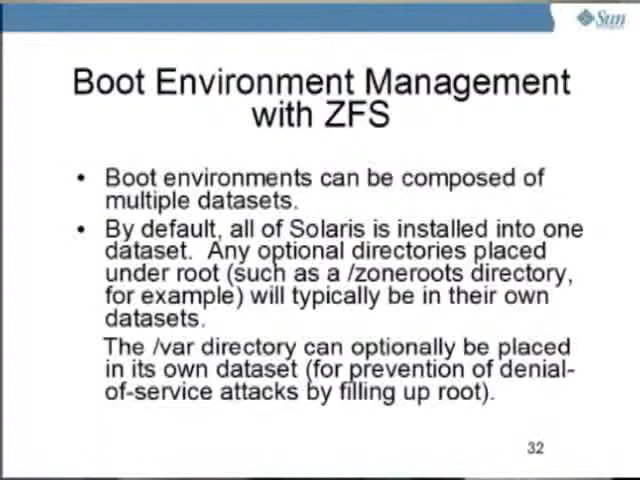 Sun
Boot Environment Management
with ZFS
• Boot environments can be composed of
multiple datasets.
• By default, all of Solaris is installed into one
dataset. Any optional directories placed
under root (such as a /zoneroots directory,
for example) will typically be in their own
datasets.
The /var directory can optionally be placed
in its own dataset (for prevention of denial-
of-service attacks by filling up root).
32